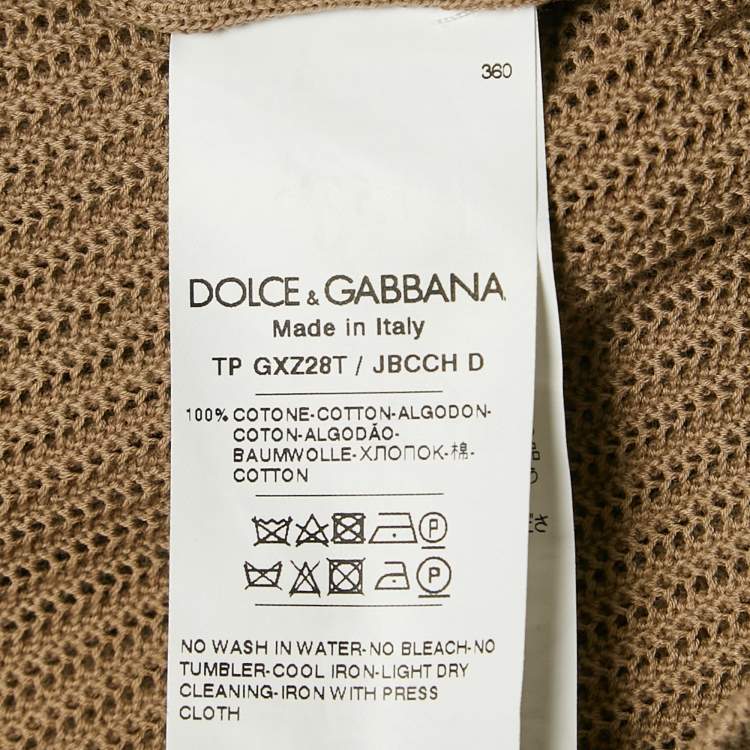 360
DOLCE & GABBANA
Made in Italy
TP GXZ28T / JBCCH D
100% COTONE-COTTON-ALGODON-
COTON-ALGODÃO-
BAUMWOLLE-ХЛОПОК-棉-
COTTON
P
P
NO WASH IN WATER-NO BLEACH-NO
TUMBLER-COOL IRON-LIGHT DRY
CLEANING-IRON WITH PRESS
CLOTH